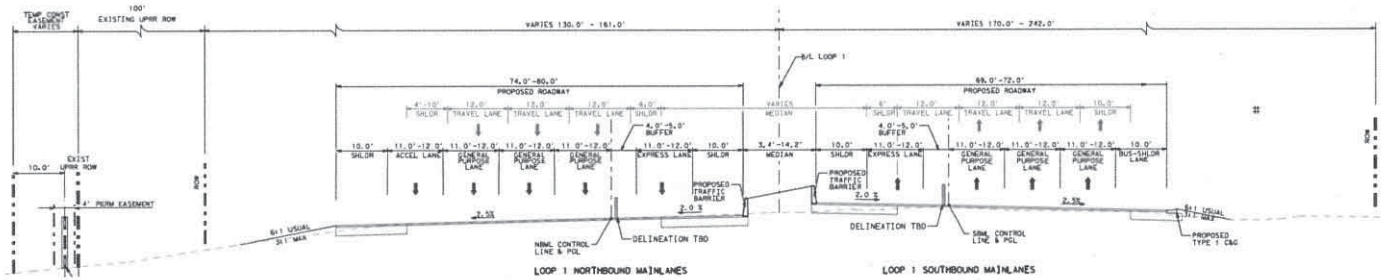 TEMP CONST
EASEMENT
VARIES
100'
EXISTING UPRR ROW
VARIES 130.0' - 161.0'
VARIES 170.0' - 242.0'
B/L LOOP 1
74.0'-80.0'
PROPOSED ROADWAY
69.0'-72.0'
PROPOSED ROADWAY
4'-10'
SHLDR
12.0'
TRAVEL LANE
12.0'
TRAVEL LANE
12.0'
TRAVEL LANE
SHLDR
VARIES
MEDIAN
6'
SHLDR
12.0'
TRAVEL LANE
12.0'
TRAVEL LANE
12.0'
TRAVEL LANE
10.0'
SHLDR
#
4.0'-5.0'
BUFFER
4.0'-5.0'
BUFFER
10.0'
SHLDR
11.0'-12.0'
ACCEL LANE
11.0'-12.0'
GENERAL
PURPOSE
LANE
11.0'-12.0'
GENERAL
PURPOSE
LANE
11.0'-12.0'
GENERAL
PURPOSE
LANE
11.0'-12.0'
EXPRESS LANE
10.0'
SHLDR
3.4'-14.2'
MEDIAN
10.0'
SHLDR
11.0'-12.0'
EXPRESS LANE
11.0'-12.0'
GENERAL
PURPOSE
LANE
11.0'-12.0'
GENERAL
PURPOSE
LANE
11.0'-12.0'
GENERAL
PURPOSE
LANE
10.0'
BUS-SHLDR
LANE
EXIST
UPRR ROW
10.0'
ROW
ROW
PROPOSED
TRAFFIC
BARRIER
PROPOSED
TRAFFIC
BARRIER
4' PERM EASEMENT
2.5%
2.0 %
2.0 %
2.5%
6:1 USUAL
3:1 MAX
6:1 USUAL
3:1 MAX
NBML CONTROL
LINE & PGL
DELINEATION TBD
DELINEATION TBD
SBML CONTROL
LINE & PGL
PROPOSED
TYPE 1 C&G
LOOP 1 NORTHBOUND MAINLANES
LOOP 1 SOUTHBOUND MAINLANES